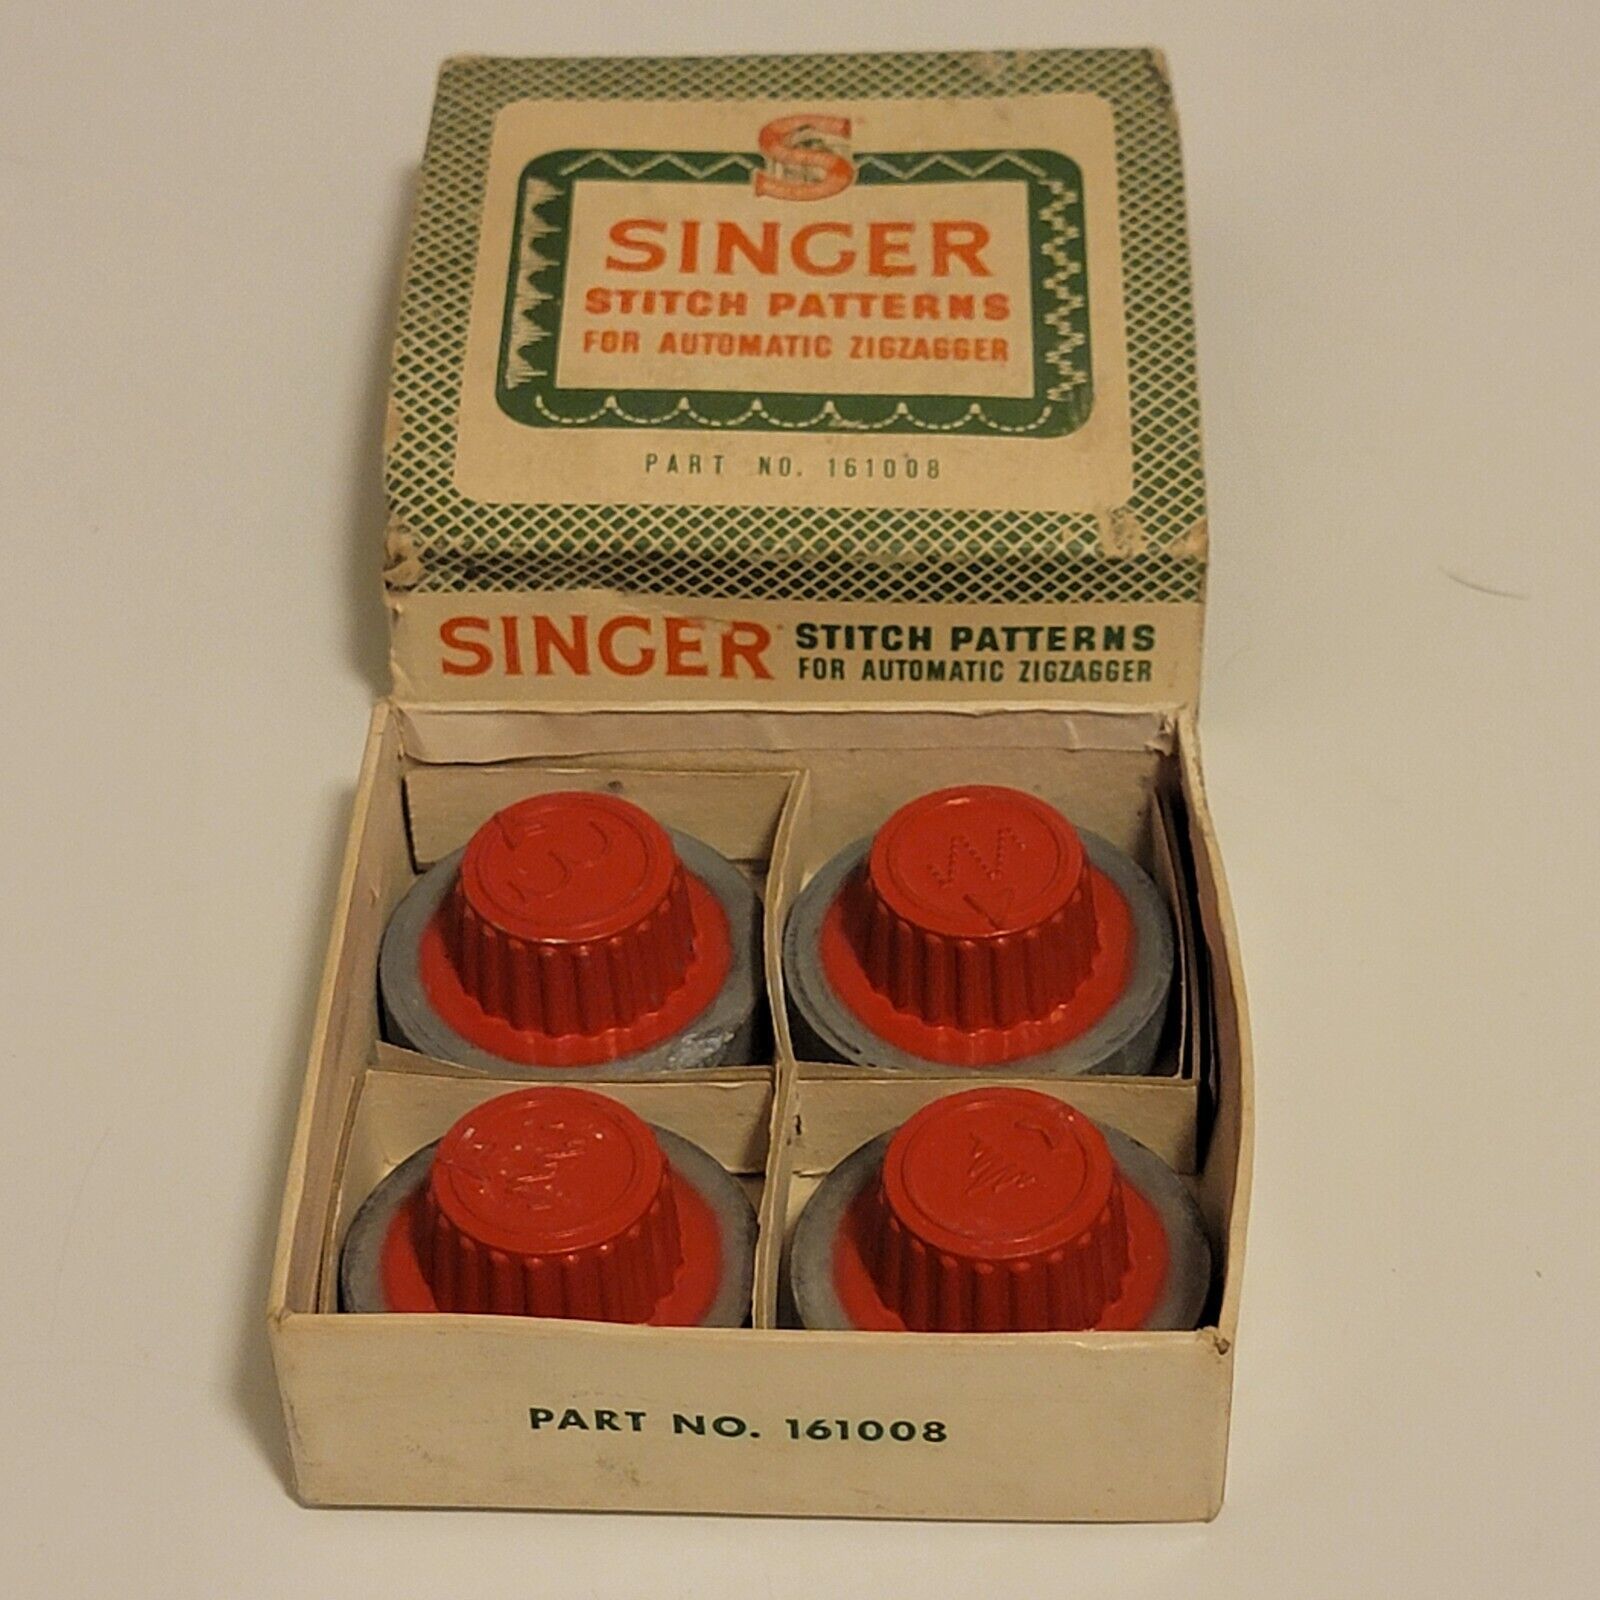 S
SINGER
STITCH PATTERNS
FOR AUTOMATIC ZIGZAGGER
PART NO. 161008
SINGER STITCH PATTERNS
FOR AUTOMATIC ZIGZAGGER
PART NO. 161008